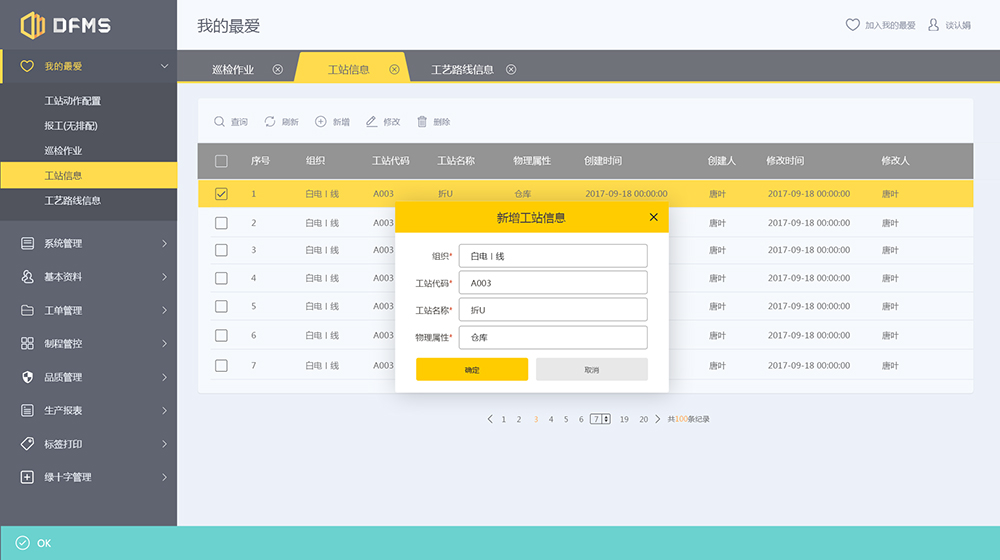 DFMS
我的最爱
加入我的最爱
谈认娟
我的最爱
工站动作配置
报工(无排配)
巡检作业
工站信息
工艺路线信息
系统管理
基本资料
工单管理
制程管控
品质管理
生产报表
标签打印
绿十字管理
巡检作业 工站信息 工艺路线信息
查询 刷新 新增 修改 删除
序号 组织 工站代码 工站名称 物理属性 创建时间 创建人 修改时间 修改人
1 白电Ⅰ线 A003 折U 仓库 2017-09-18 00:00:00 唐叶 2017-09-18 00:00:00 唐叶
2 白电Ⅰ线 A003 唐叶 2017-09-18 00:00:00 唐叶
3 白电Ⅰ线 A003 唐叶 2017-09-18 00:00:00 唐叶
4 白电Ⅰ线 A003 唐叶 2017-09-18 00:00:00 唐叶
5 白电Ⅰ线 A003 唐叶 2017-09-18 00:00:00 唐叶
6 白电Ⅰ线 A003 唐叶 2017-09-18 00:00:00 唐叶
7 白电Ⅰ线 A003 唐叶 2017-09-18 00:00:00 唐叶
新增工站信息
组织* 白电Ⅰ线
工站代码* A003
工站名称* 折U
物理属性* 仓库
确定 取消
1 2 3 4 5 6 7 19 20 共100条纪录
OK